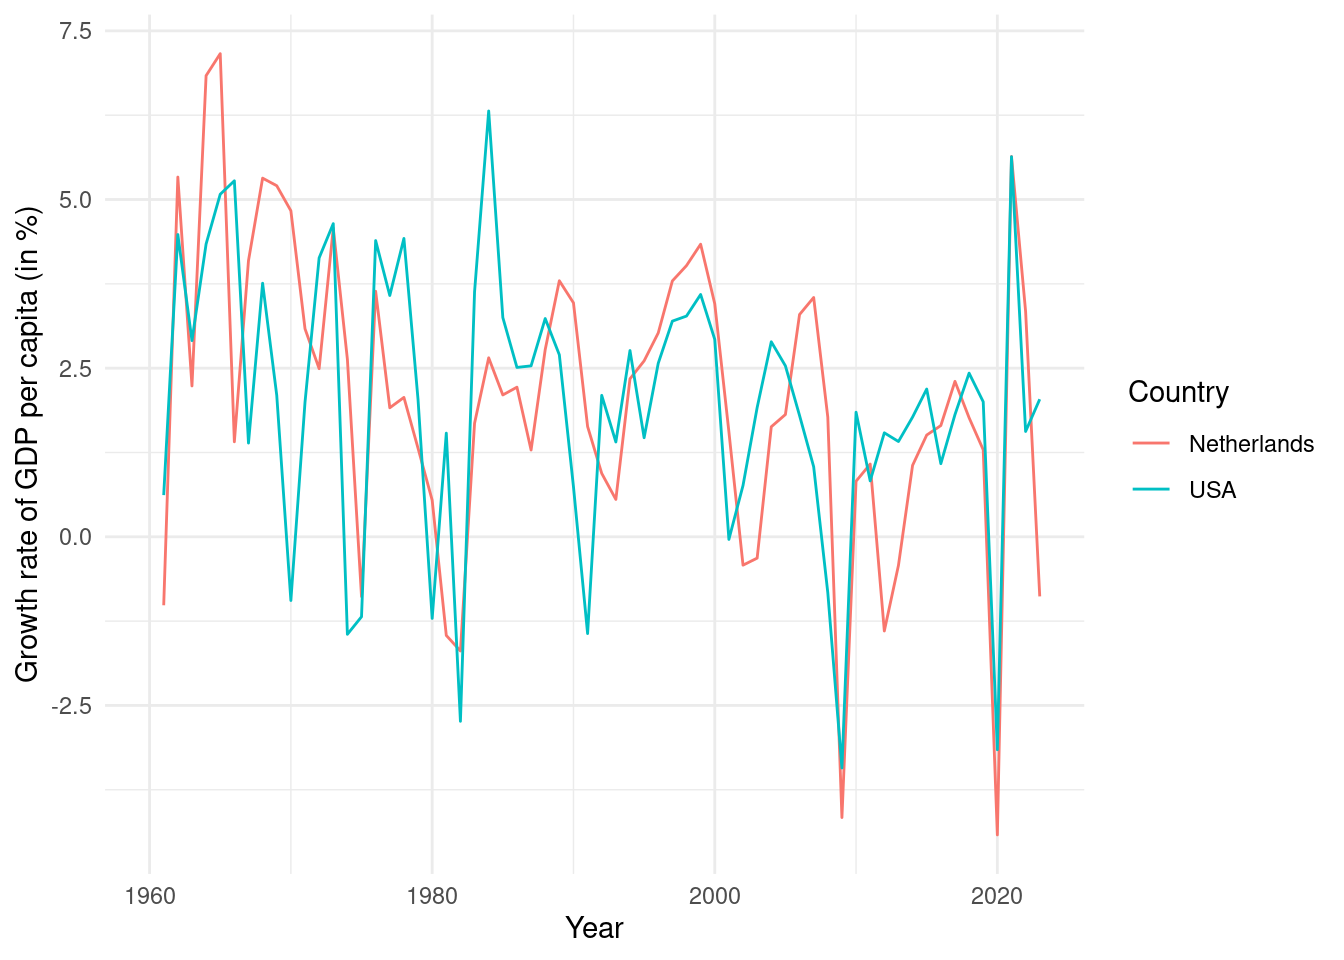 7.5
5.0
2.5
0.0
-2.5
Growth rate of GDP per capita (in %)
1960 1980 2000 2020
Year
Country
Netherlands
USA